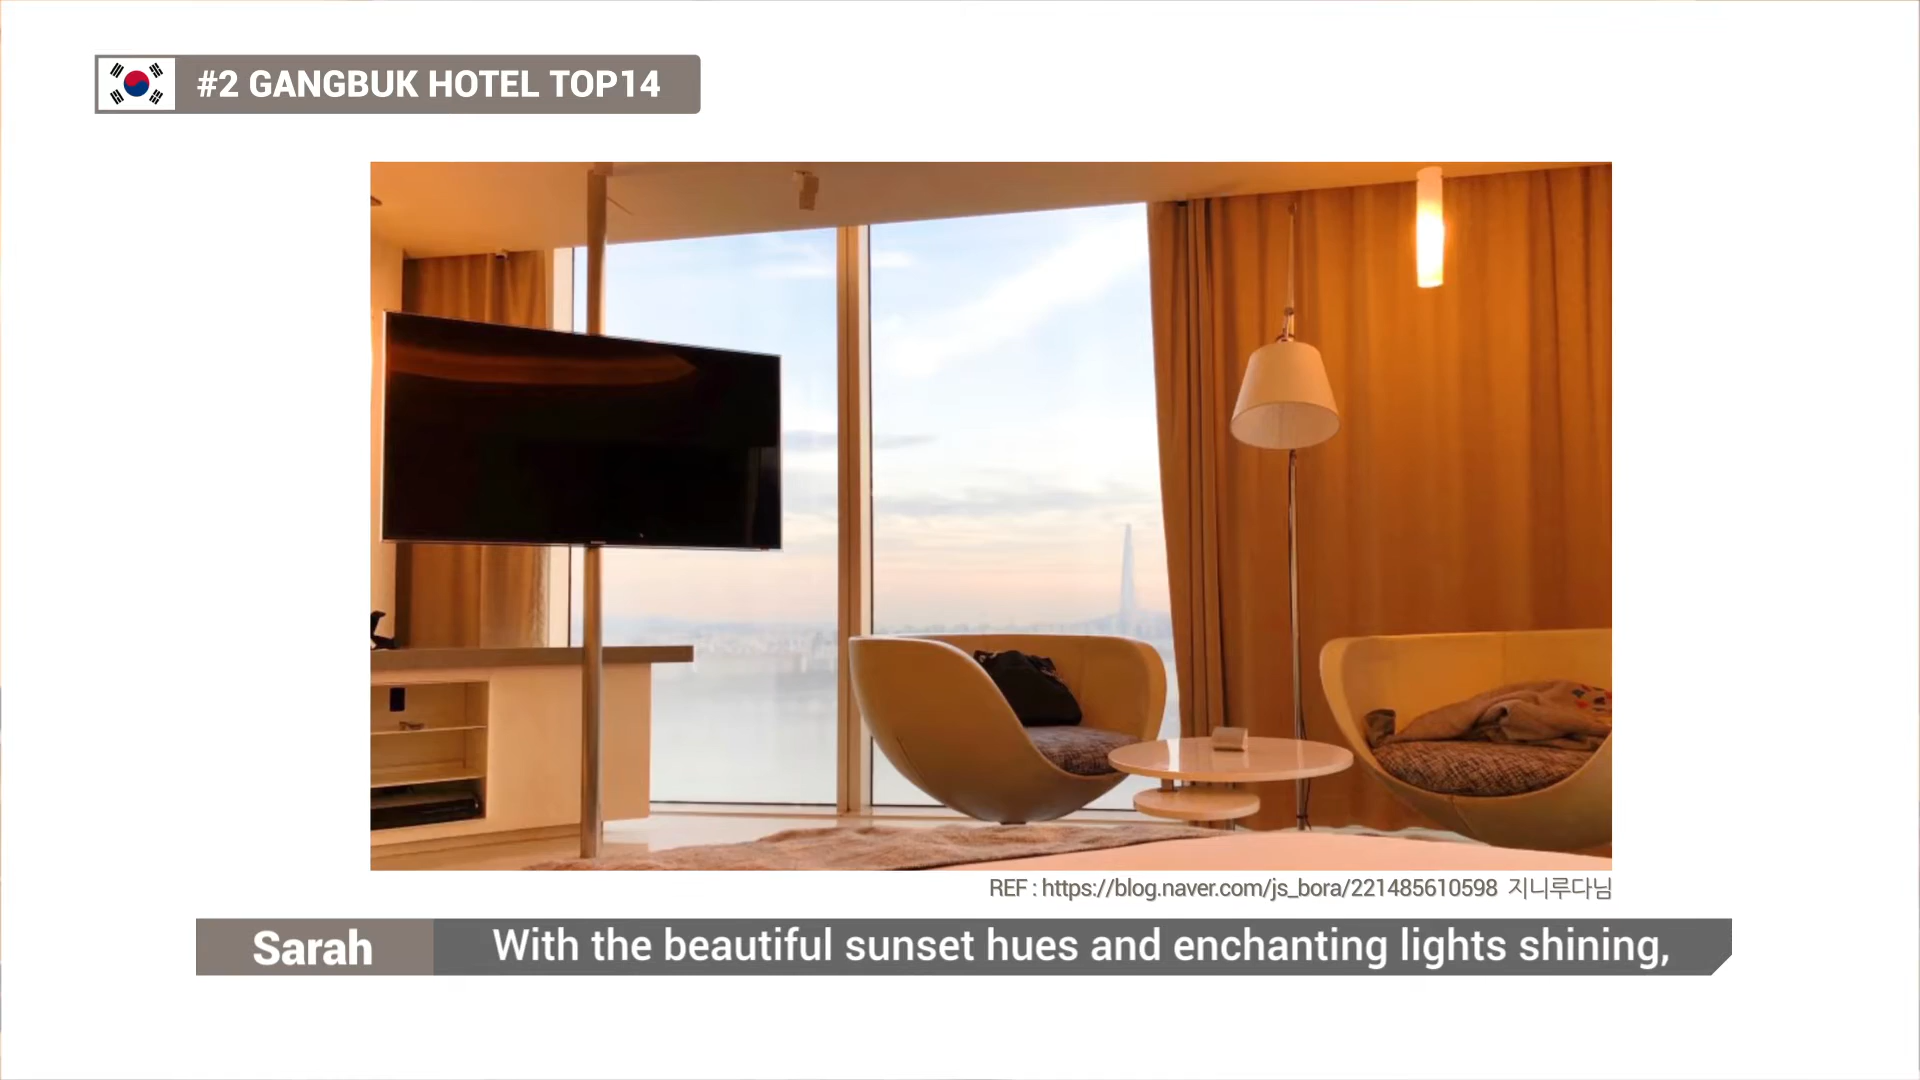 #2 GANGBUK HOTEL TOP14
REF : https://blog.naver.com/js_bora/221485610598 지니루다님
Sarah
With the beautiful sunset hues and enchanting lights shining,